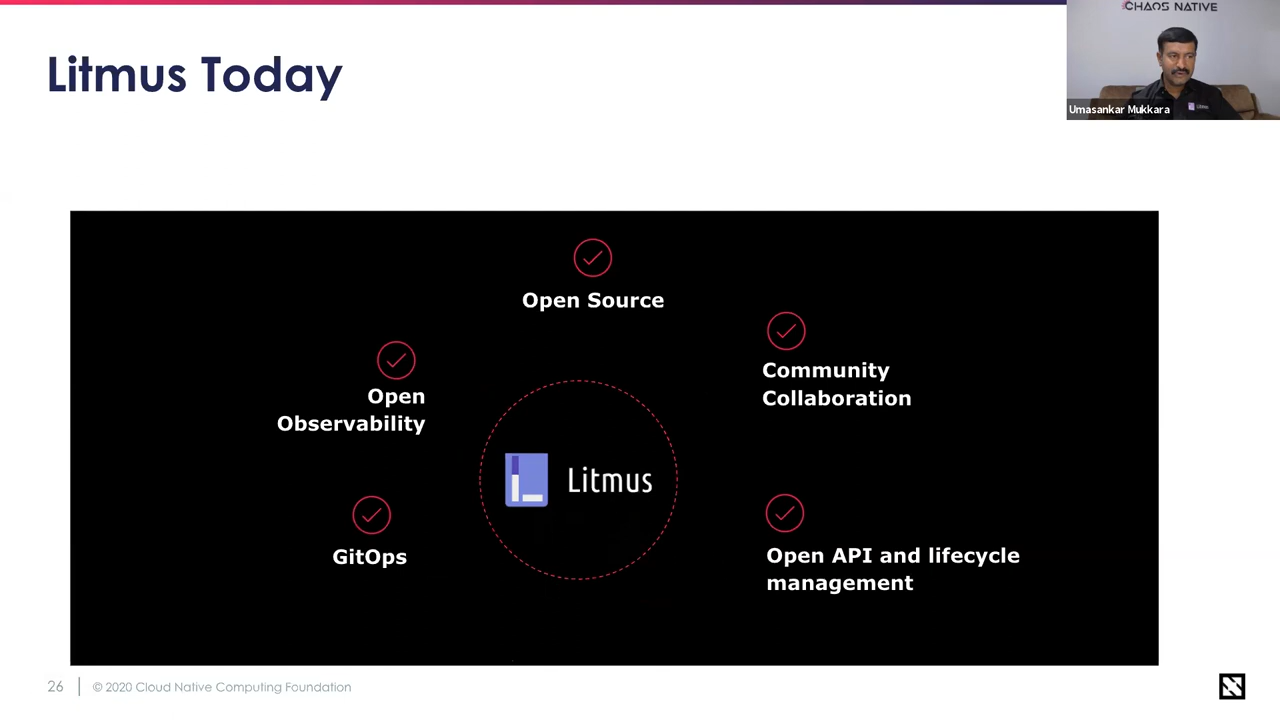 CHAOS NATIVE
Litmus Today
Umasankar Mukkara
Litmus
Open Source
Community
Collaboration
Open
Observability
Litmus
GitOps
Open API and lifecycle
management
26
© 2020 Cloud Native Computing Foundation